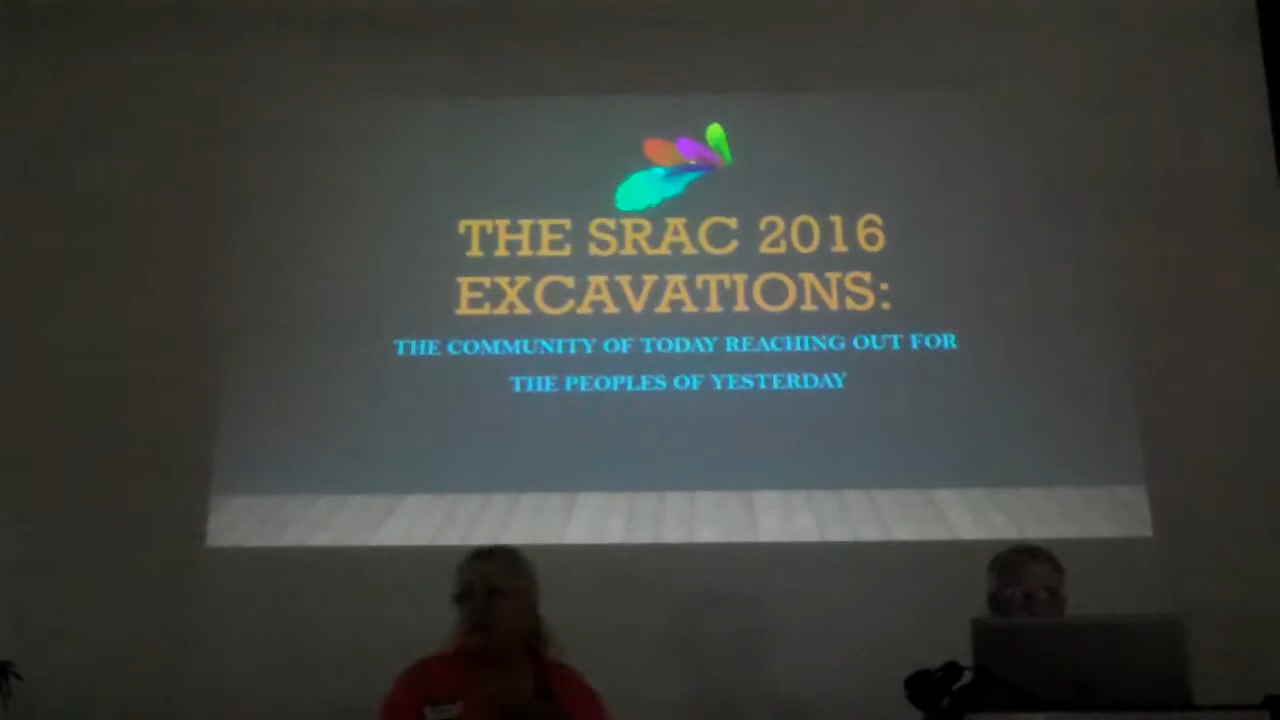 THE SRAC 2016
EXCAVATIONS:
THE COMMUNITY OF TODAY REACHING OUT FOR
THE PEOPLES OF YESTERDAY